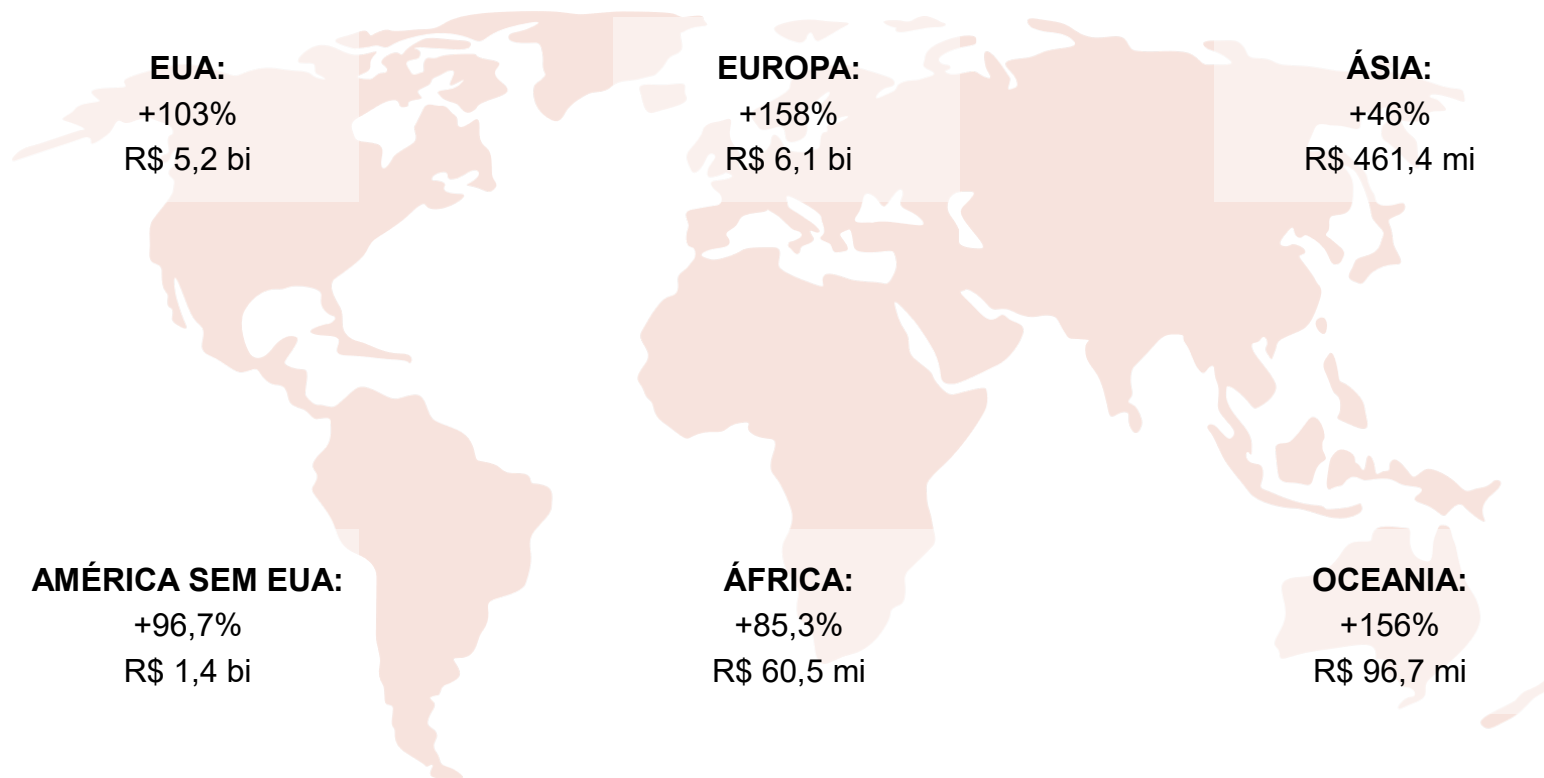 EUA:
+103%
R$ 5,2 bi
EUROPA:
+158%
R$ 6,1 bi
ÁSIA:
+46%
R$ 461,4 mi
AMÉRICA SEM EUA:
+96,7%
R$ 1,4 bi
ÁFRICA:
+85,3%
R$ 60,5 mi
OCEANIA:
+156%
R$ 96,7 mi